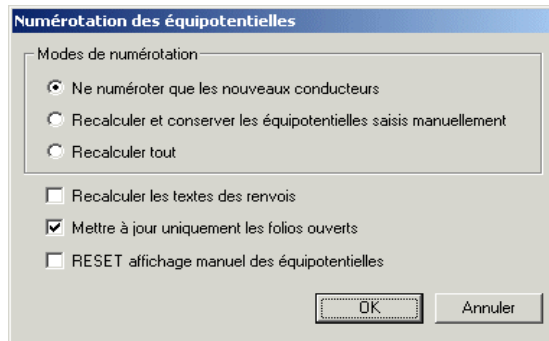 Numérotation des équipotentielles
Modes de numérotation
Ne numéroter que les nouveaux conducteurs
Recalculer et conserver les équipotentielles saisis manuellement
Recalculer tout
Recalculer les textes des renvois
Mettre à jour uniquement les folios ouverts
RESET affichage manuel des équipotentielles
OK Annuler